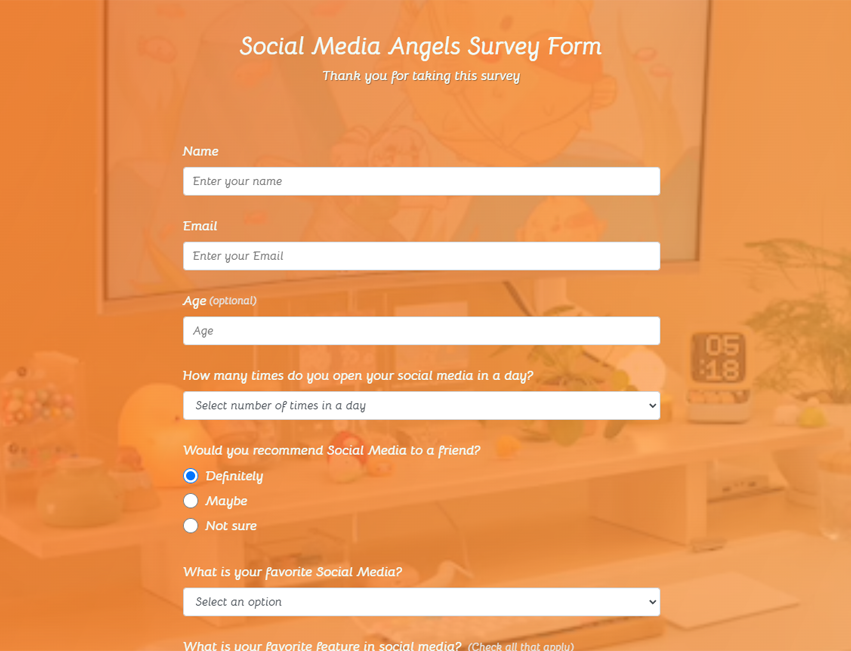 Social Media Angels Survey Form
Thank you for taking this survey
Name
Enter your name
Email
Enter your Email
Age (optional)
Age
05
:18
How many times do you open your social media in a day?
Select number of times in a day
Would you recommend Social Media to a friend?
Definitely
Maybe
Not sure
What is your favorite Social Media?
Select an option
What is your favorite feature in social media? (Check all that apply)